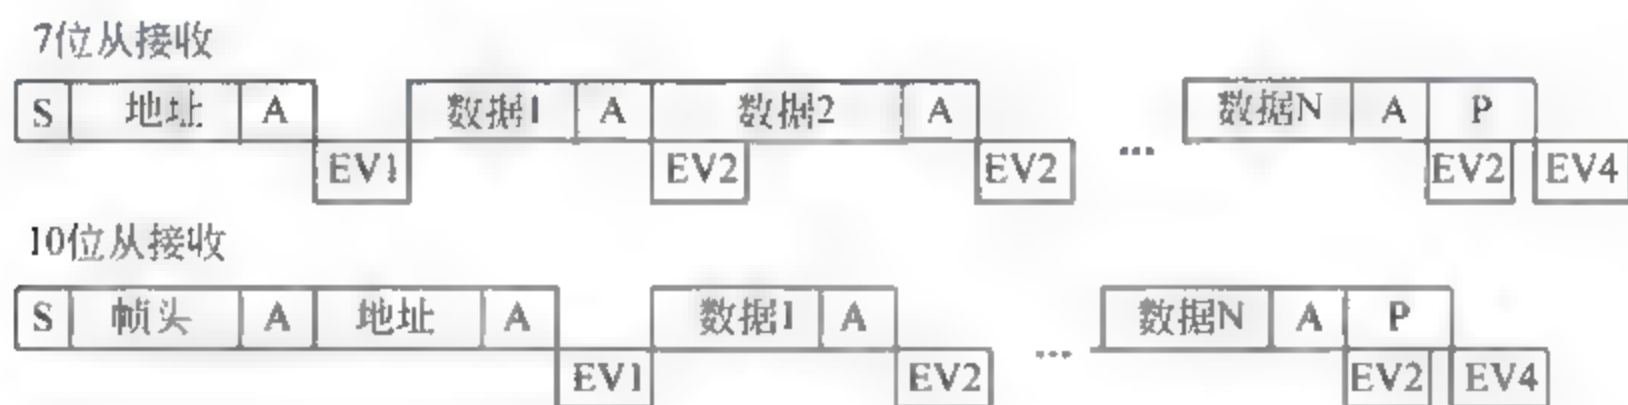 7位从接收
S 地址 A 数据1 A 数据2 A ... 数据N A P
EV1 EV2 EV2 EV2 EV4
10位从接收
S 帧头 A 地址 A 数据1 A ... 数据N A P
EV1 EV2 EV2 EV4